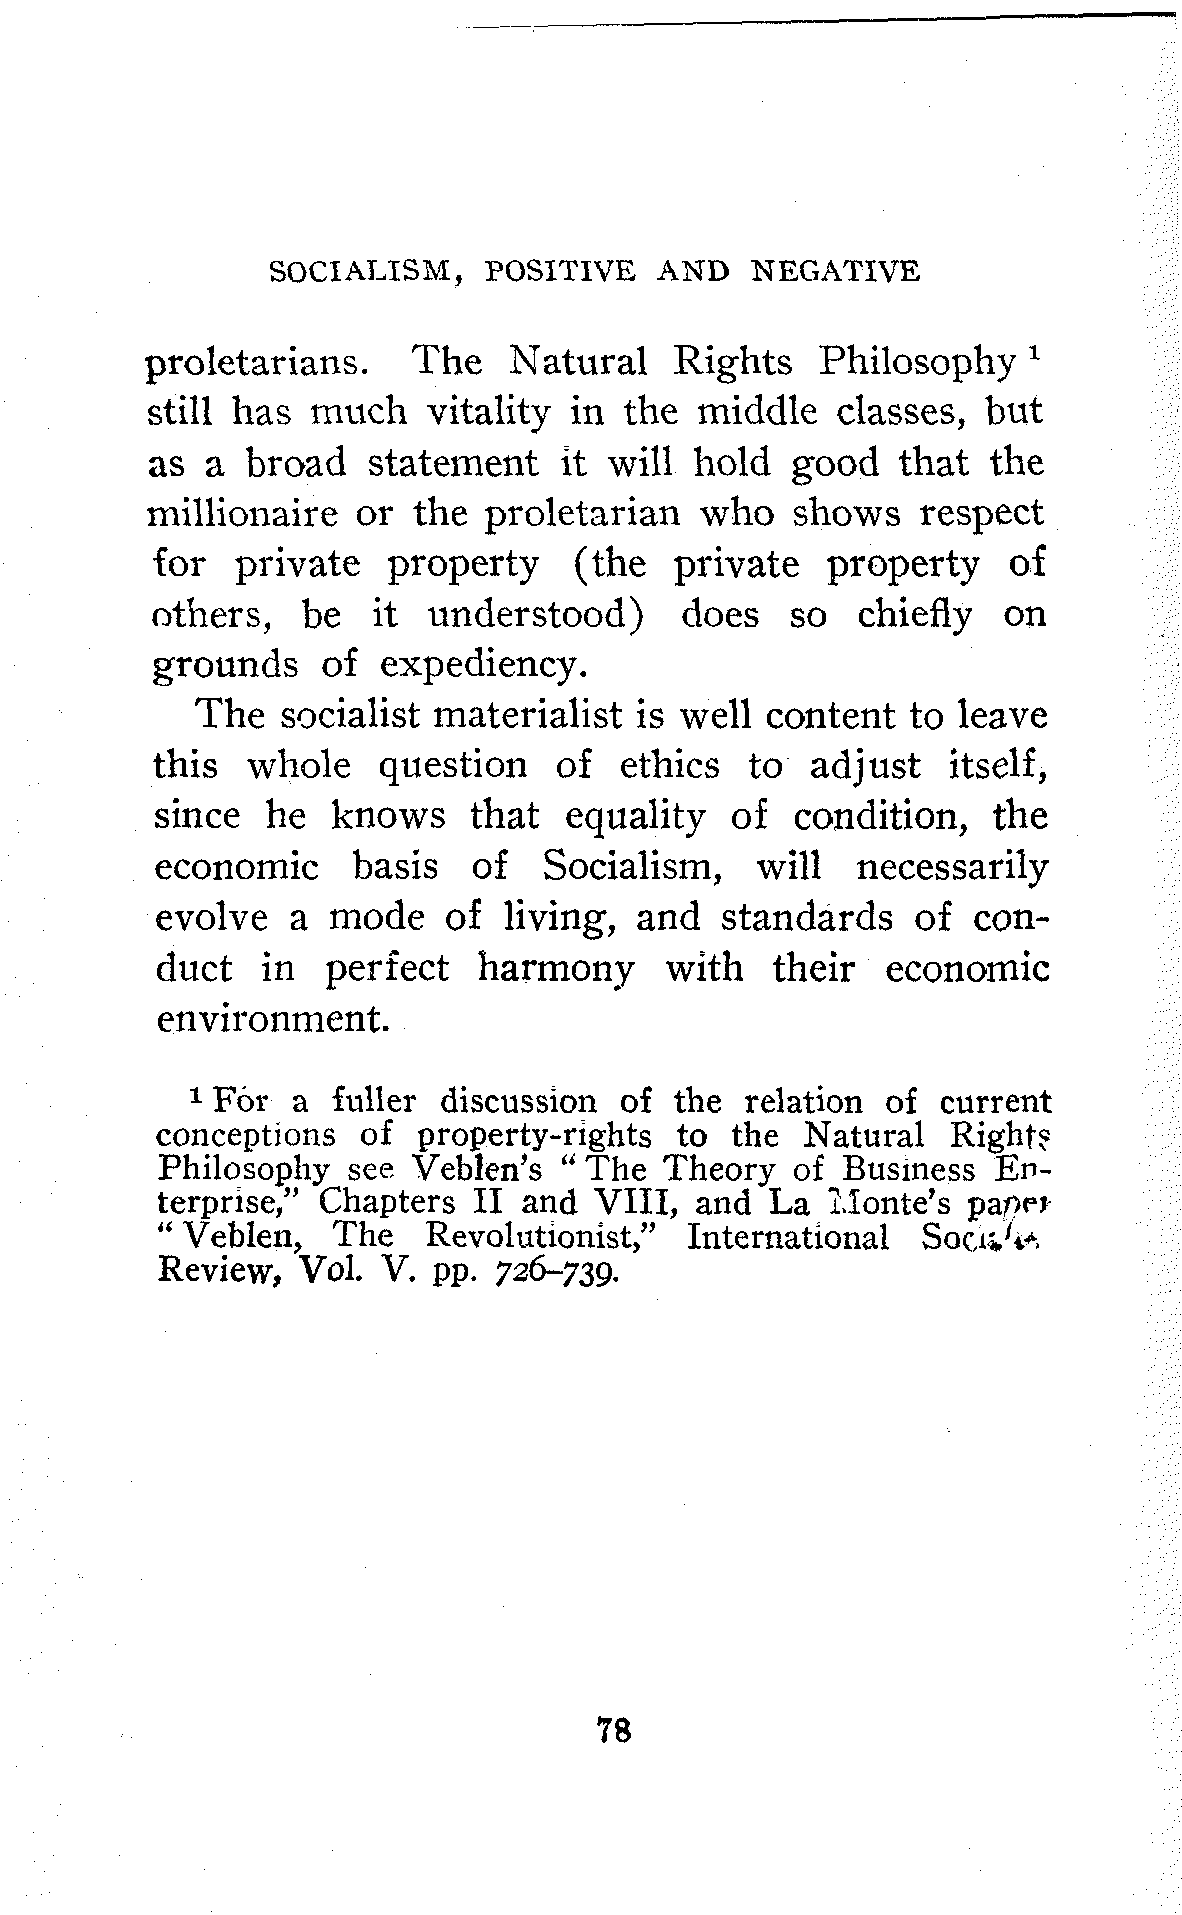 SOCIALISM, POSITIVE AND NEGATIVE
proletarians. The Natural Rights Philosophy ¹
still has much vitality in the middle classes, but
as a broad statement it will hold good that the
millionaire or the proletarian who shows respect
for private property (the private property of
others, be it understood) does so chiefly on
grounds of expediency.
The socialist materialist is well content to leave
this whole question of ethics to adjust itself,
since he knows that equality of condition, the
economic basis of Socialism, will necessarily
evolve a mode of living, and standards of con-
duct in perfect harmony with their economic
environment.
¹ For a fuller discussion of the relation of current
conceptions of property-rights to the Natural Rights
Philosophy see Veblen's “ The Theory of Business En-
terprise,” Chapters II and VIII, and La Monte's paper
“ Veblen, The Revolutionist,” International
Review, Vol. V. pp. 726–739.
78